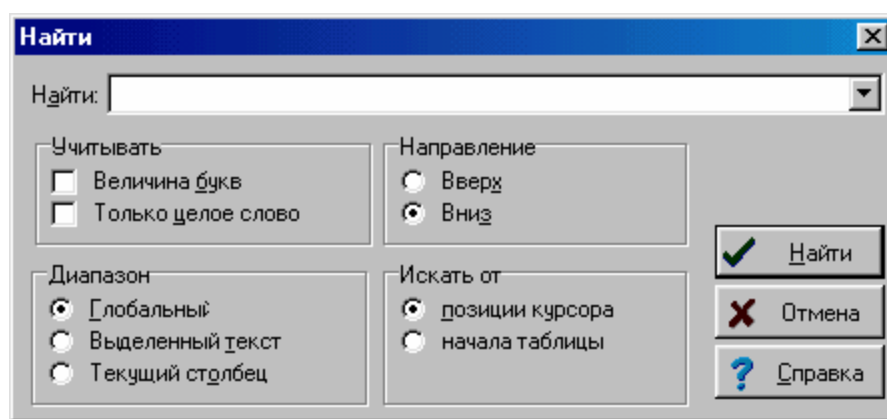 Найти
Найти:
Учитывать
Величина букв
Только целое слово
Направление
Вверх
Вниз
Диапазон
Глобальный
Выделенный текст
Текущий столбец
Искать от
позиции курсора
начала таблицы
Найти
Отмена
Справка